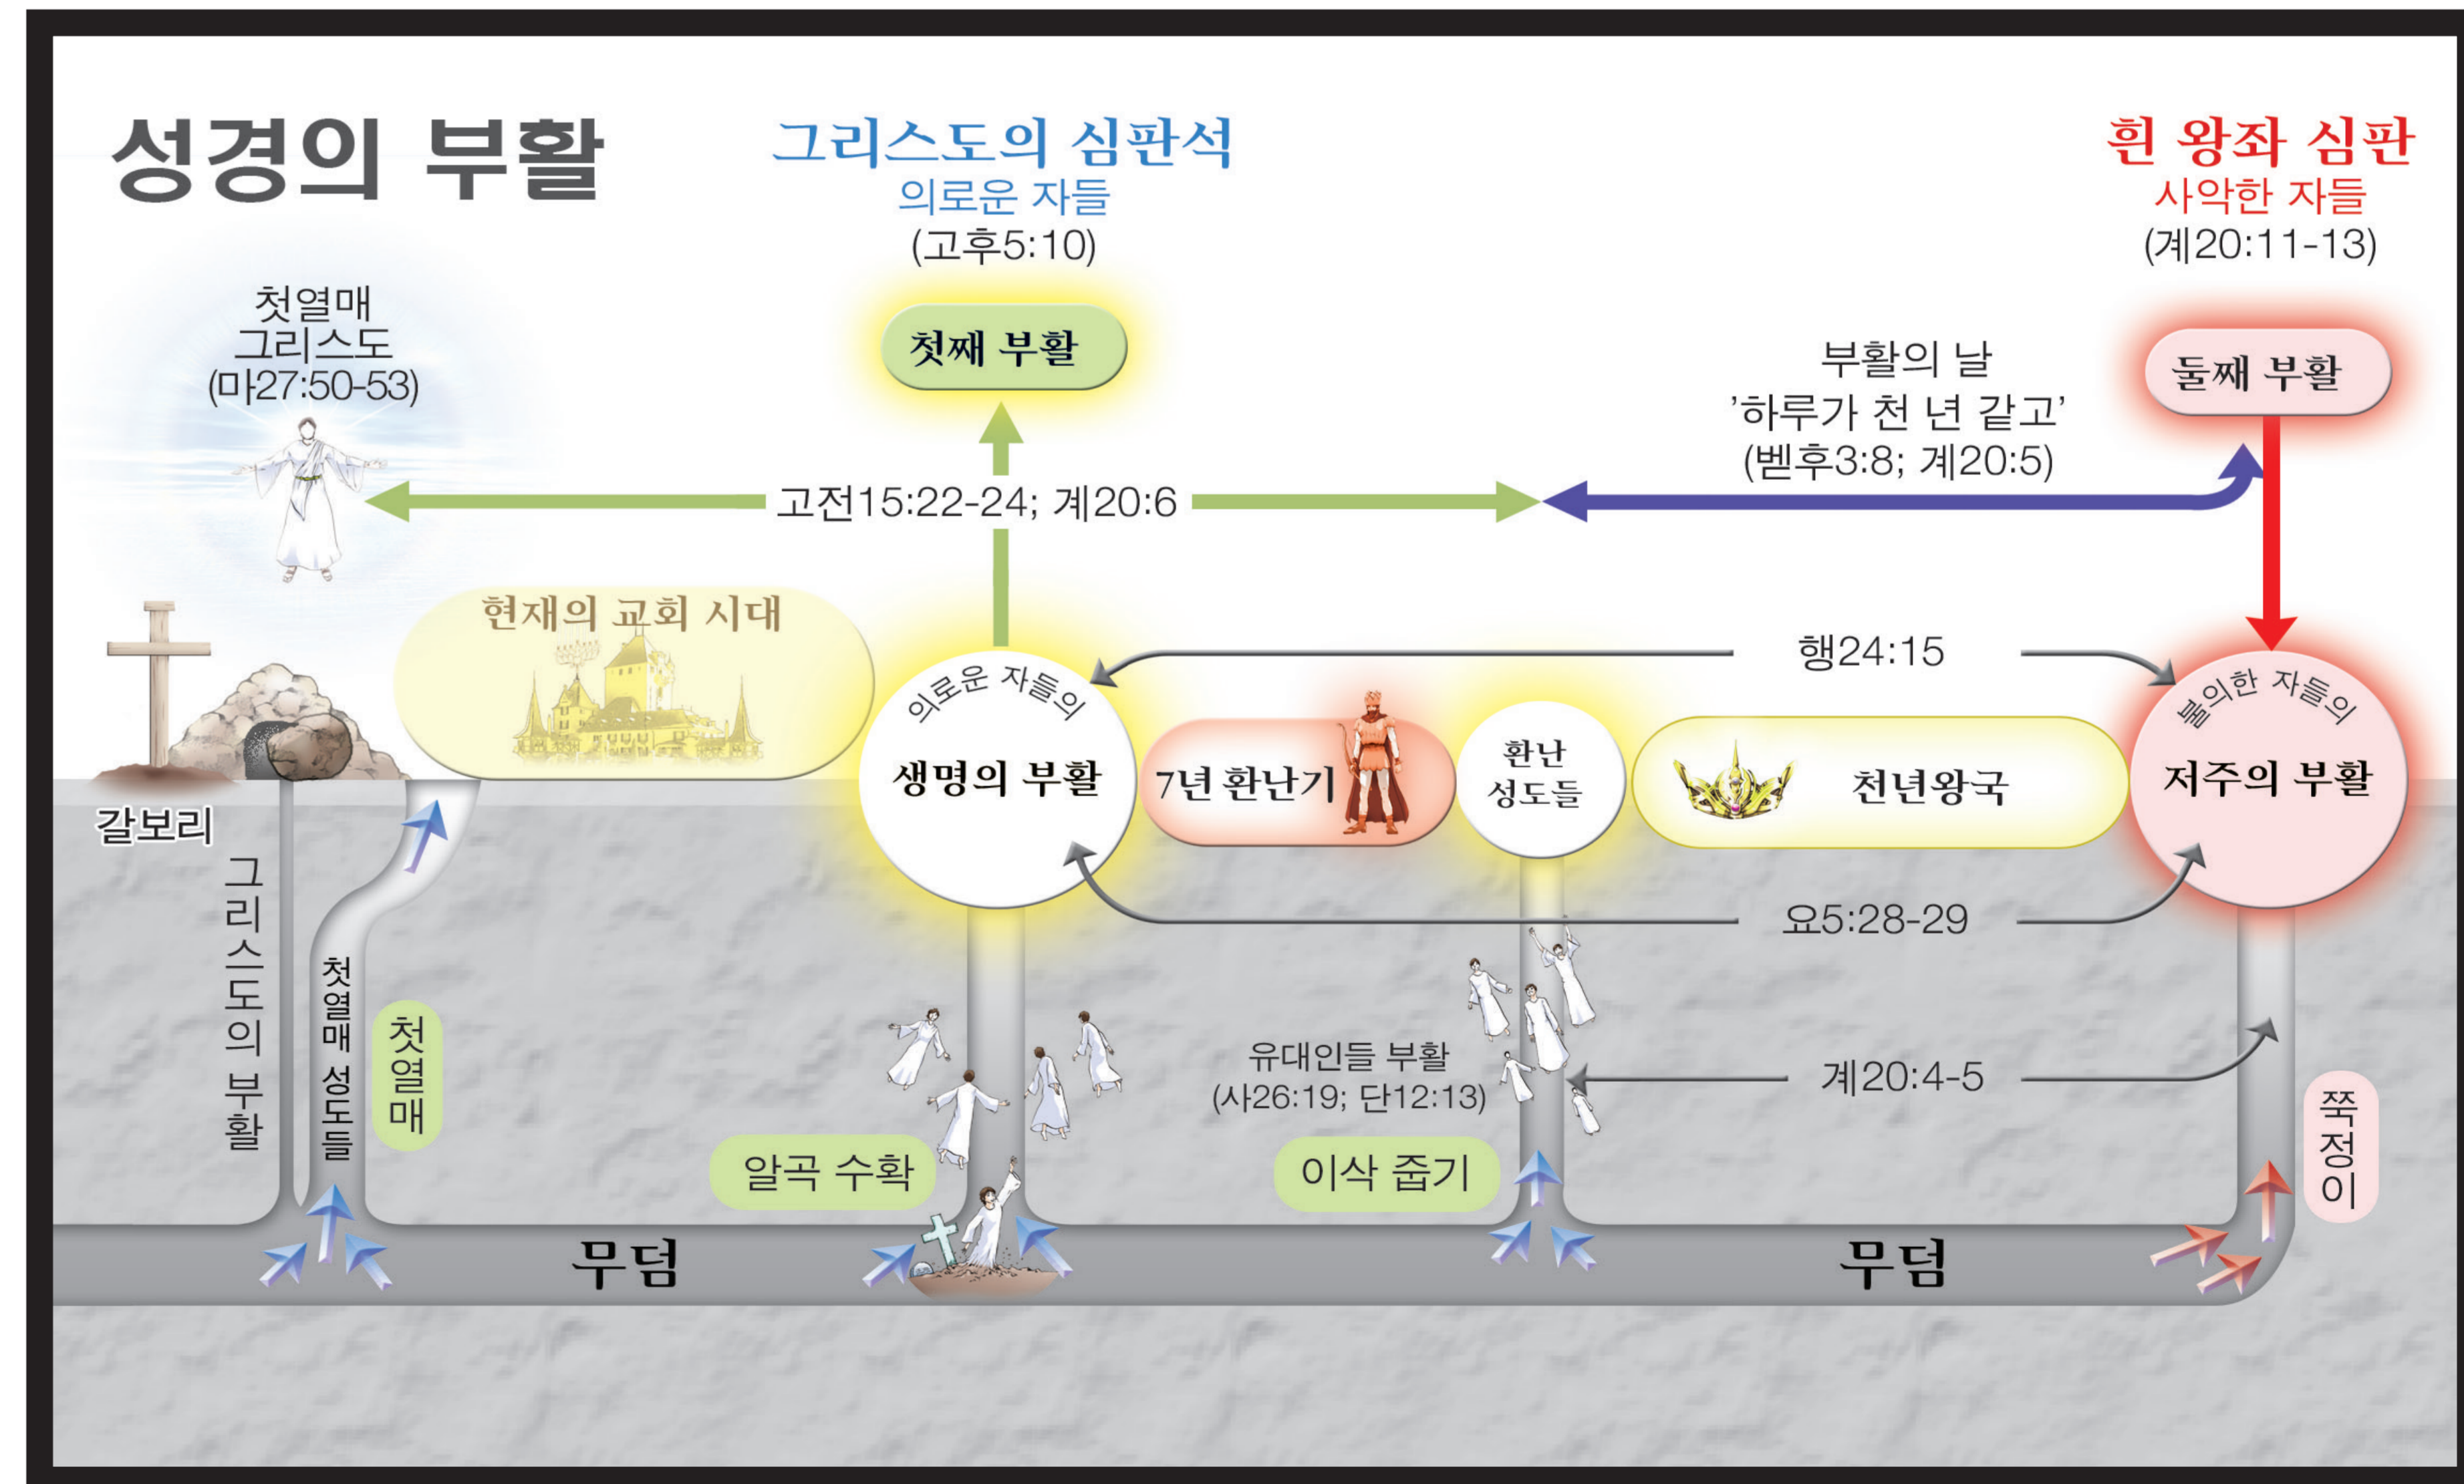 성경의 부활
그리스도의 심판석
의로운 자들
(고후5:10)
흰 왕좌 심판
사악한 자들
(계20:11-13)
첫열매
그리스도
(마27:50-53)
첫째 부활
부활의 날
'하루가 천 년 같고'
(벧후3:8; 계20:5)
둘째 부활
고전15:22-24; 계20:6
현재의 교회 시대
행24:15
의로운 자들의
생명의 부활
7년 환난기
환난
성도들
천년왕국
불의한 자들의
저주의 부활
갈보리
그리스도의 부활
첫열매 성도들
첫열매
요5:28-29
유대인들 부활
(사26:19; 단12:13)
계20:4-5
알곡 수확
이삭 줍기
쭉정이
무덤
무덤